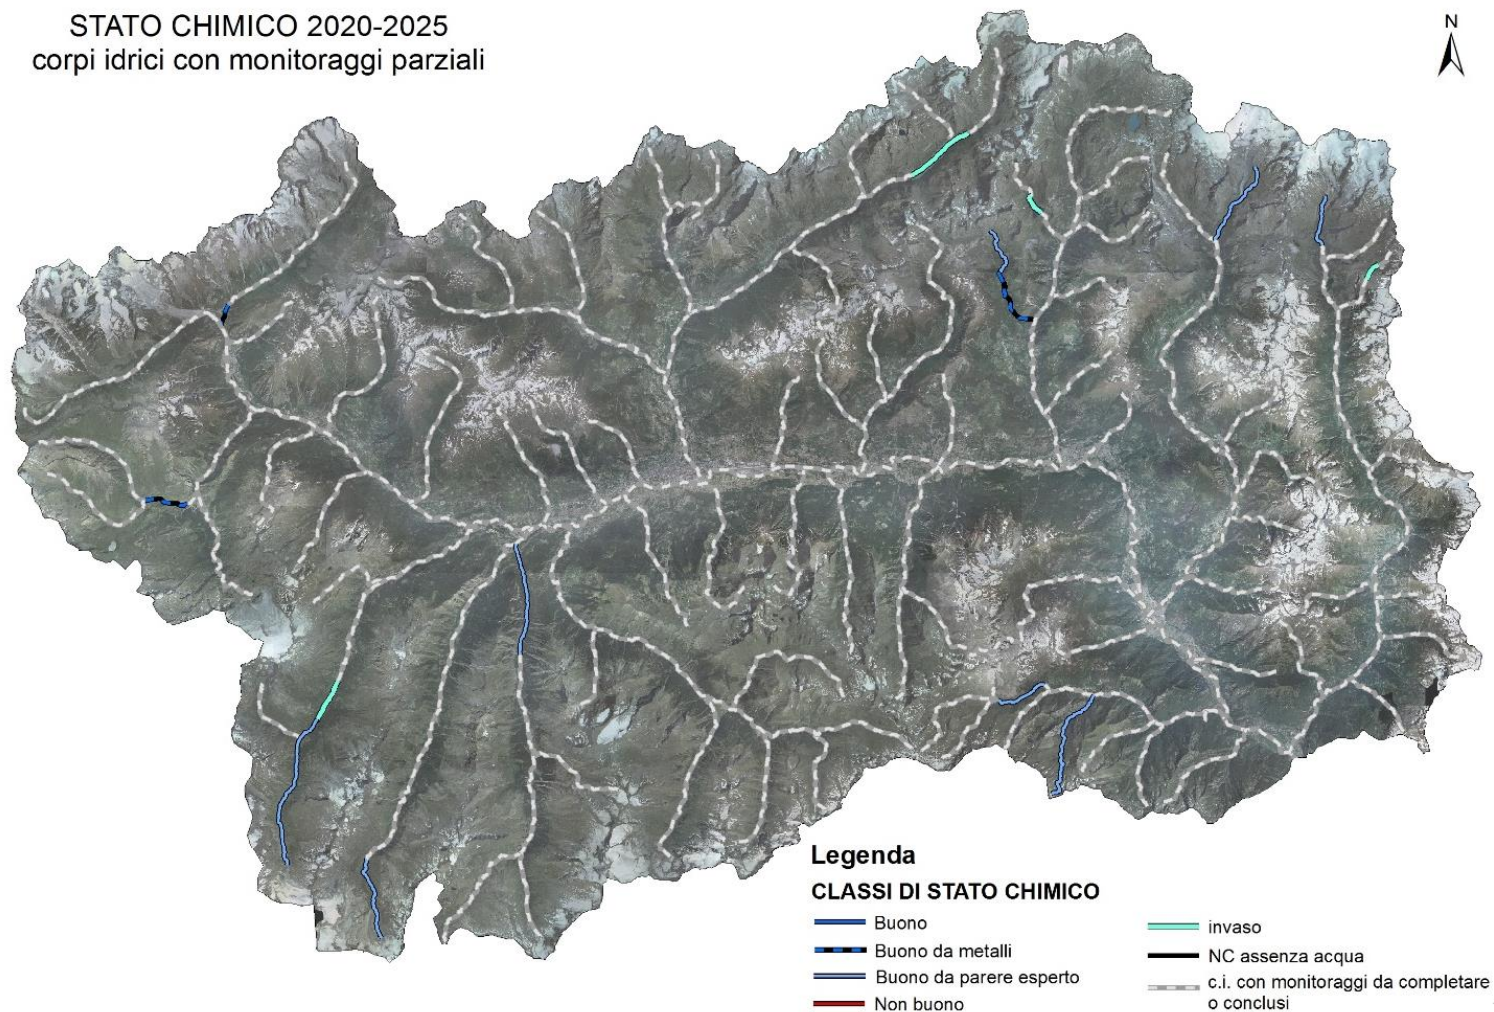 STATO CHIMICO 2020-2025
corpi idrici con monitoraggi parziali
N
Legenda
CLASSI DI STATO CHIMICO
Buono
Buono da metalli
Buono da parere esperto
Non buono
invaso
NC assenza acqua
c.i. con monitoraggi da completare
o conclusi